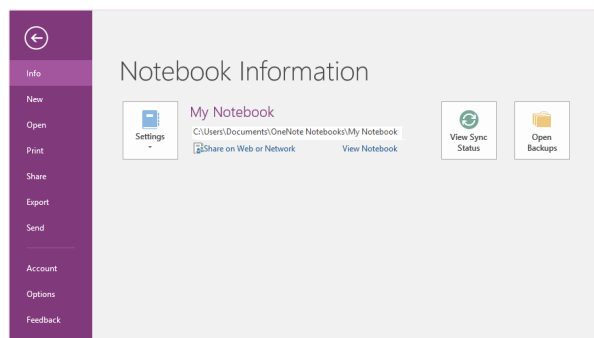 Info
New
Open
Print
Share
Export
Send
Account
Options
Feedback
Notebook Information
Settings
My Notebook
C:\Users\Documents\OneNote Notebooks\My Notebook
Share on Web or Network
View Notebook
View Sync
Status
Open
Backups